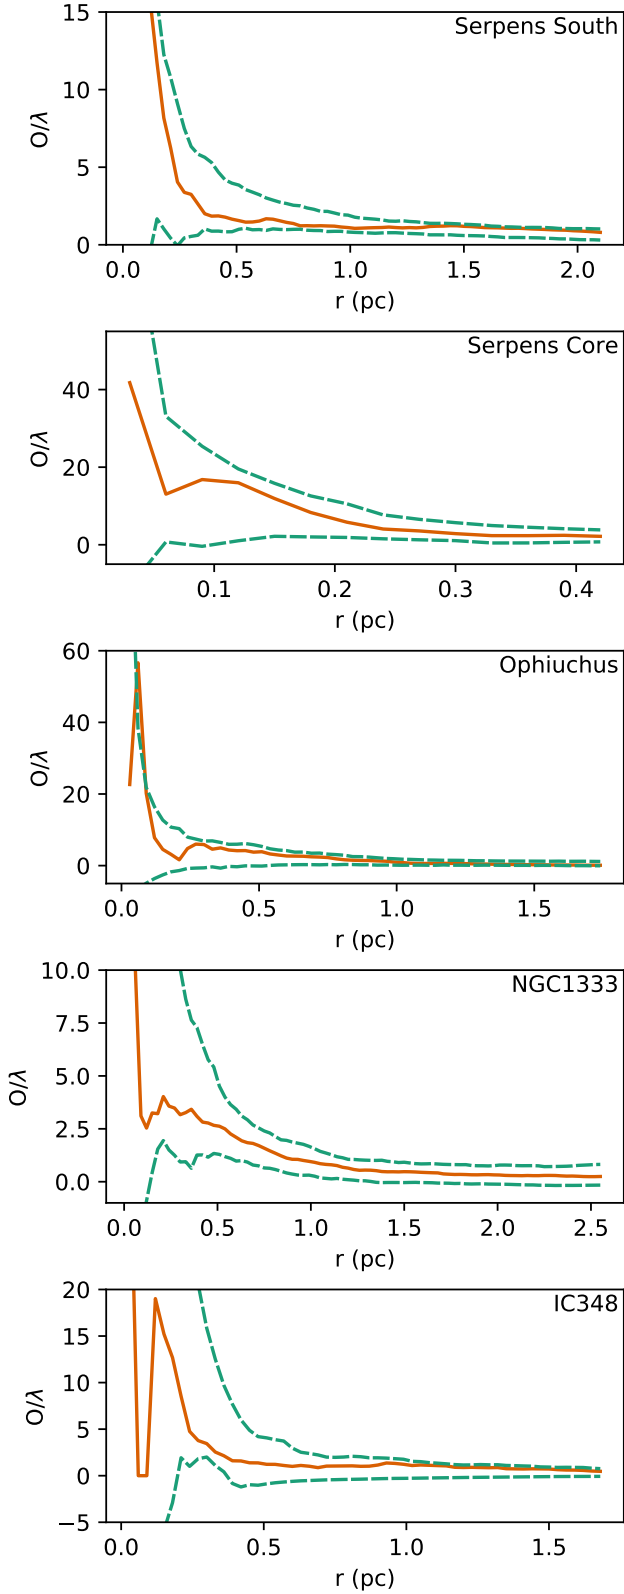 Serpens South
15
10
5
0
O/λ
0.0 0.5 1.0 1.5 2.0
r (pc)
Serpens Core
40
20
0
O/λ
0.1 0.2 0.3 0.4
r (pc)
Ophiuchus
60
40
20
0
O/λ
0.0 0.5 1.0 1.5
r (pc)
NGC1333
10.0
7.5
5.0
2.5
0.0
O/λ
0.0 0.5 1.0 1.5 2.0 2.5
r (pc)
IC348
20
15
10
5
0
−5
O/λ
0.0 0.5 1.0 1.5
r (pc)